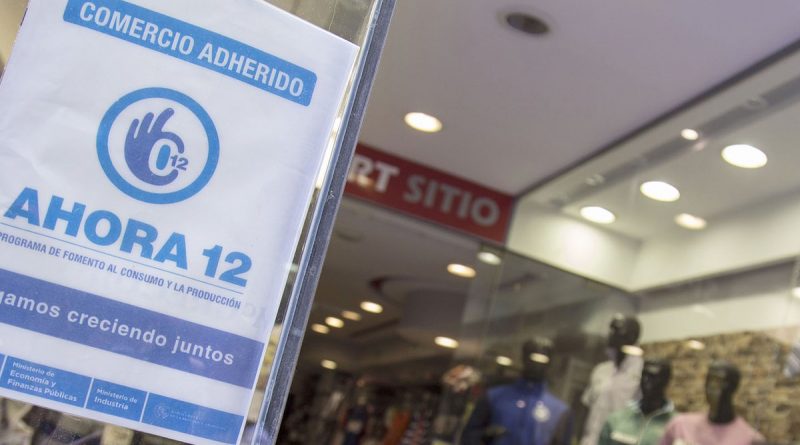 COMERCIO ADHERIDO
12
AHORA 12
PROGRAMA DE FOMENTO AL CONSUMO Y LA PRODUCCIÓN
gamos creciendo juntos
Ministerio de
Economía y
Finanzas Públicas
Ministerio de
Industria
RT SITIO